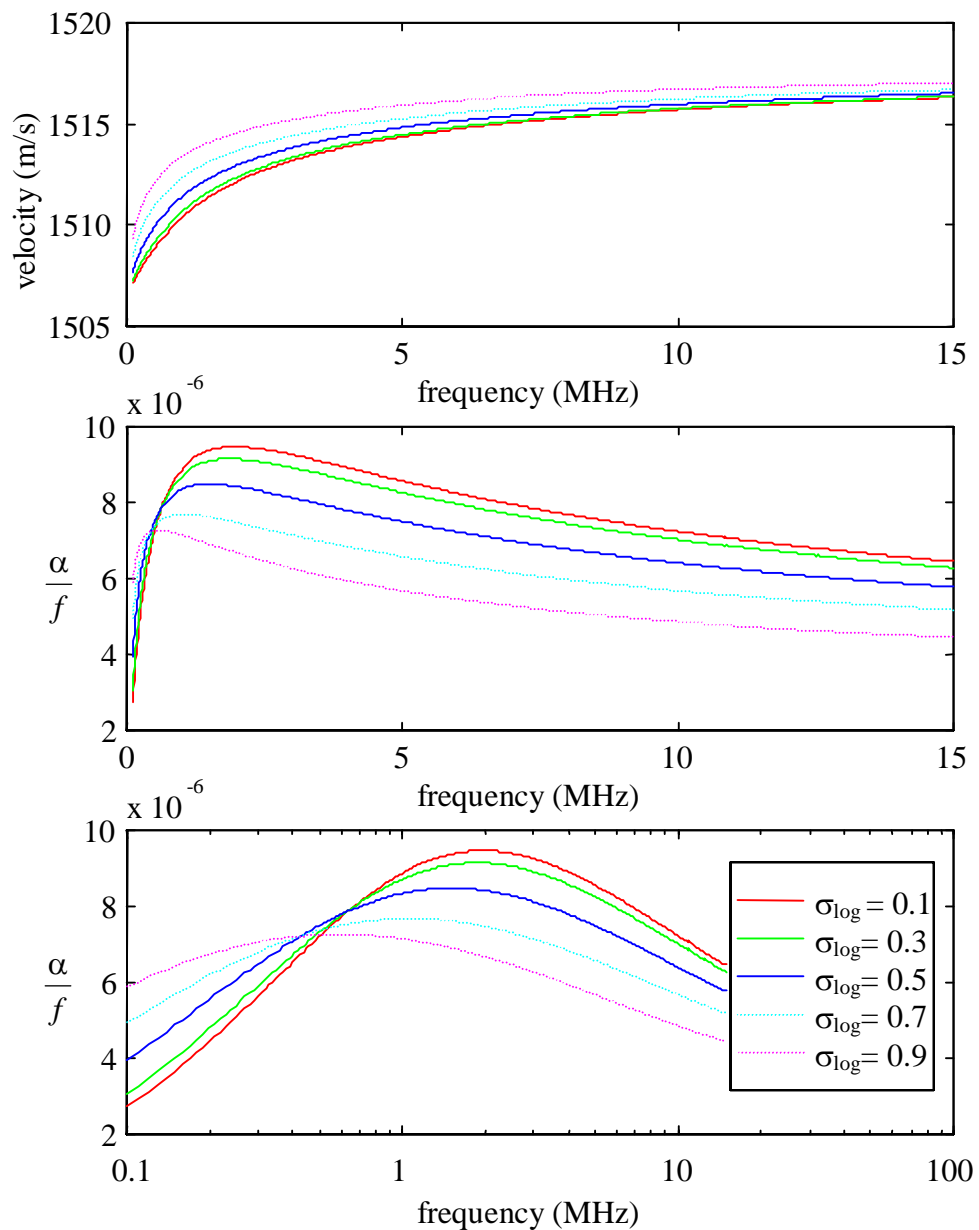 1520
1515
1510
1505
velocity (m/s)
0 5 10 15
frequency (MHz)
x 10⁻⁶
10
8
6
4
2
α
f
0 5 10 15
frequency (MHz)
x 10⁻⁶
10
8
6
4
2
α
f
σlog = 0.1
σlog = 0.3
σlog = 0.5
σlog= 0.7
σlog= 0.9
0.1 1 10 100
frequency (MHz)